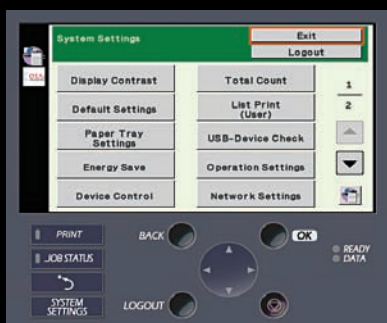 System Settings
Exit
Logout
OSA
Display Contrast
Total Count
1
Default Settings
List Print
(User)
2
Paper Tray
Settings
USB-Device Check
Energy Save
Operation Settings
Device Control
Network Settings
PRINT
BACK
OK
JOB STATUS
READY
DATA
SYSTEM
SETTINGS
LOGOUT